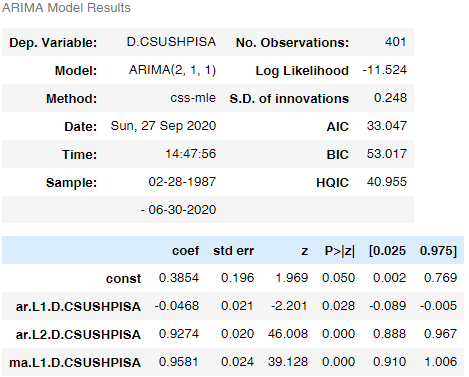 ARIMA Model Results
Dep. Variable: D.CSUSHPISA No. Observations: 401
Model: ARIMA(2, 1, 1) Log Likelihood -11.524
Method: css-mle S.D. of innovations 0.248
Date: Sun, 27 Sep 2020 AIC 33.047
Time: 14:47:56 BIC 53.017
Sample: 02-28-1987 HQIC 40.955
- 06-30-2020
coef std err z P>|z| [0.025 0.975]
const 0.3854 0.196 1.969 0.050 0.002 0.769
ar.L1.D.CSUSHPISA -0.0468 0.021 -2.201 0.028 -0.089 -0.005
ar.L2.D.CSUSHPISA 0.9274 0.020 46.008 0.000 0.888 0.967
ma.L1.D.CSUSHPISA 0.9581 0.024 39.128 0.000 0.910 1.006